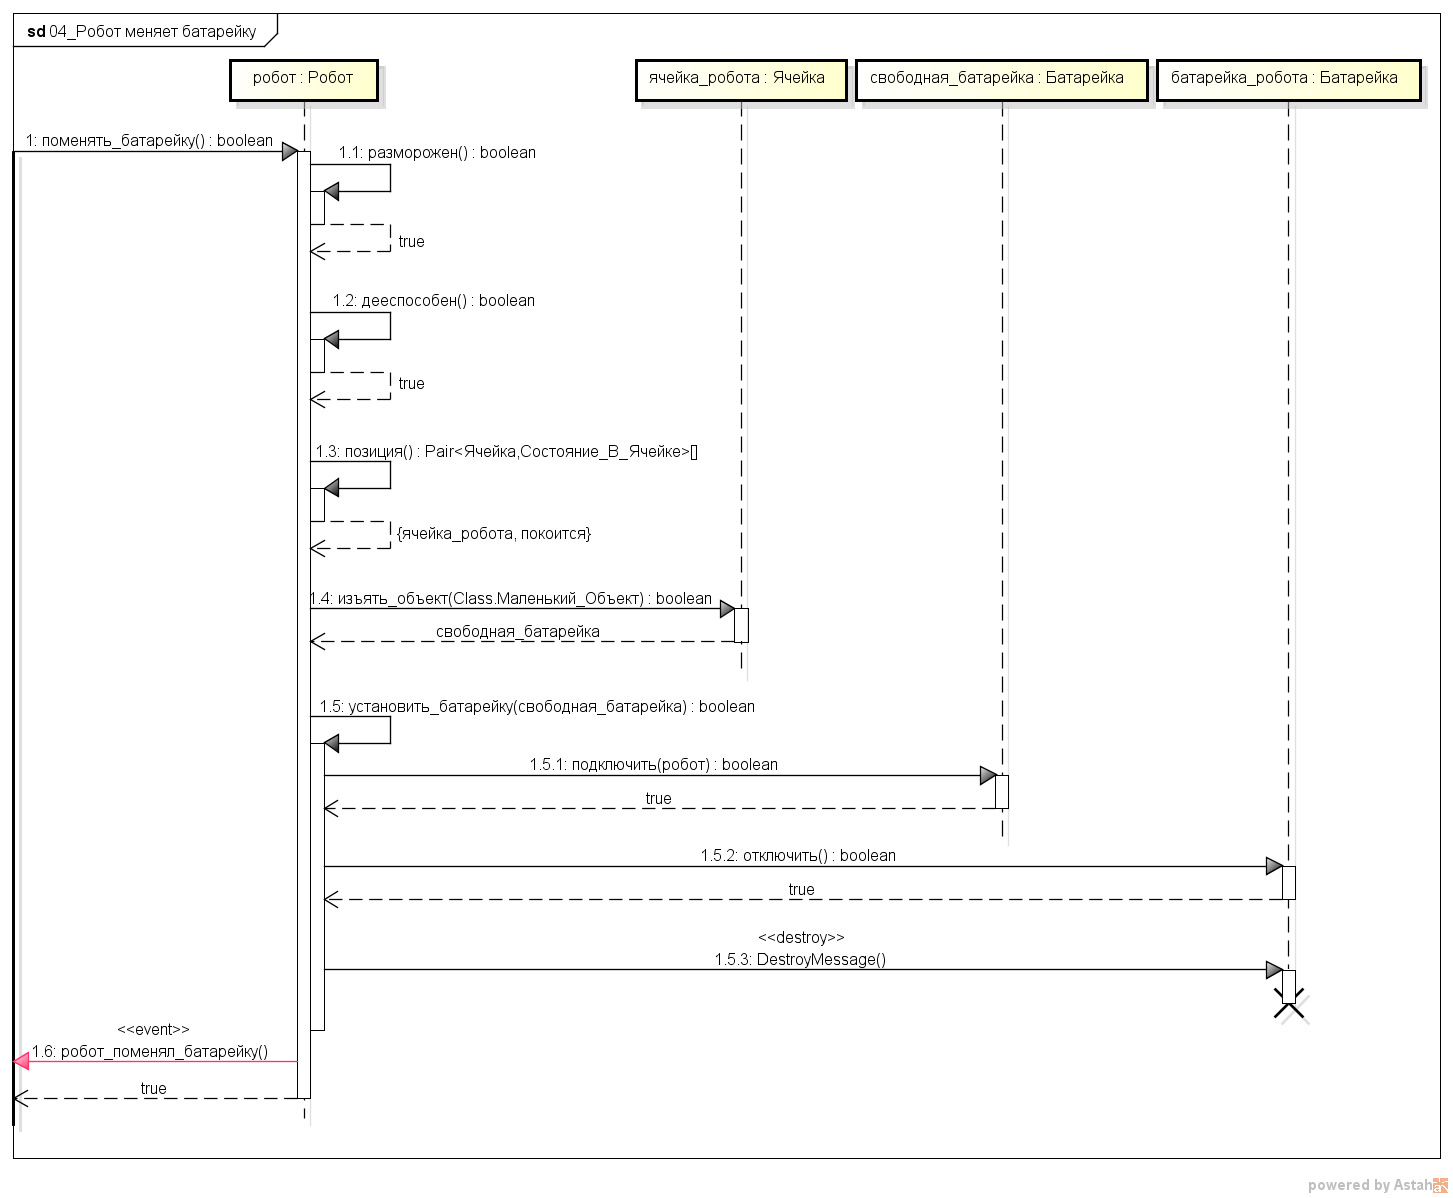 sd 04_Робот меняет батарейку
робот : Робот
ячейка_робота : Ячейка
свободная_батарейка : Батарейка
батарейка_робота : Батарейка
1: поменять_батарейку() : boolean
1.1: разморожен() : boolean
true
1.2: дееспособен() : boolean
true
1.3: позиция() : Pair<Ячейка,Состояние_В_Ячейке>[]
{ячейка_робота, покоится}
1.4: изъять_объект(Class.Маленький_Объект) : boolean
свободная_батарейка
1.5: установить_батарейку(свободная_батарейка) : boolean
1.5.1: подключить(робот) : boolean
true
1.5.2: отключить() : boolean
true
<<destroy>>
1.5.3: DestroyMessage()
<<event>>
1.6: робот_поменял_батарейку()
true
powered by Astah